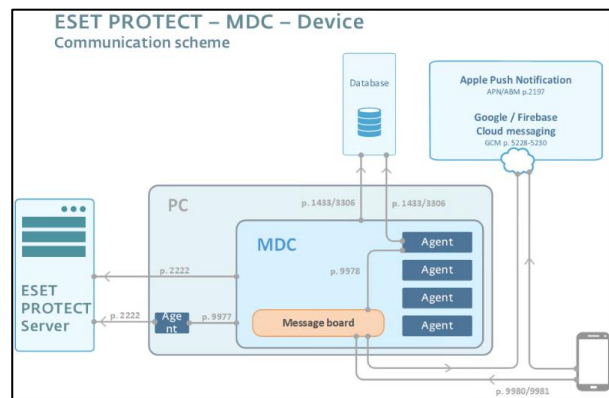 ESET PROTECT – MDC – Device
Communication scheme
Database
Apple Push Notification
APN/ABM p.2197
Google / Firebase
Cloud messaging
GCM p. 5228-5230
p. 1433/3306
p. 1433/3306
PC
MDC
Agent
p. 9978
Agent
Agent
Agent
p. 2222
ESET
PROTECT
Server
p. 2222
Age
nt
p. 9977
Message board
p. 9980/9981